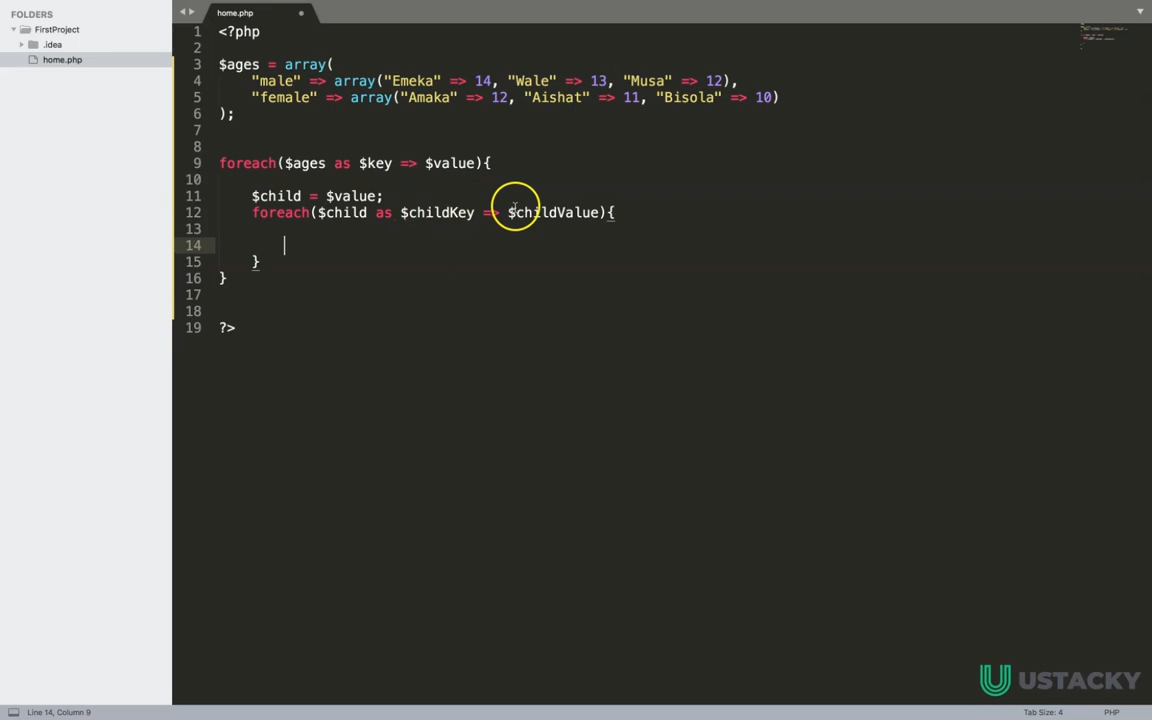 FOLDERS
FirstProject
.idea
home.php
home.php
1 <?php
2
3 $ages = array(
4 "male" => array("Emeka" => 14, "Wale" => 13, "Musa" => 12),
5 "female" => array("Amaka" => 12, "Aishat" => 11, "Bisola" => 10)
6 );
7
8
9 foreach($ages as $key => $value){
10
11 $child = $value;
12 foreach($child as $childKey => $childValue){
13
14
15 }
16 }
17
18
19 ?>
USTACKY
Line 14, Column 9
Tab Size: 4
PHP